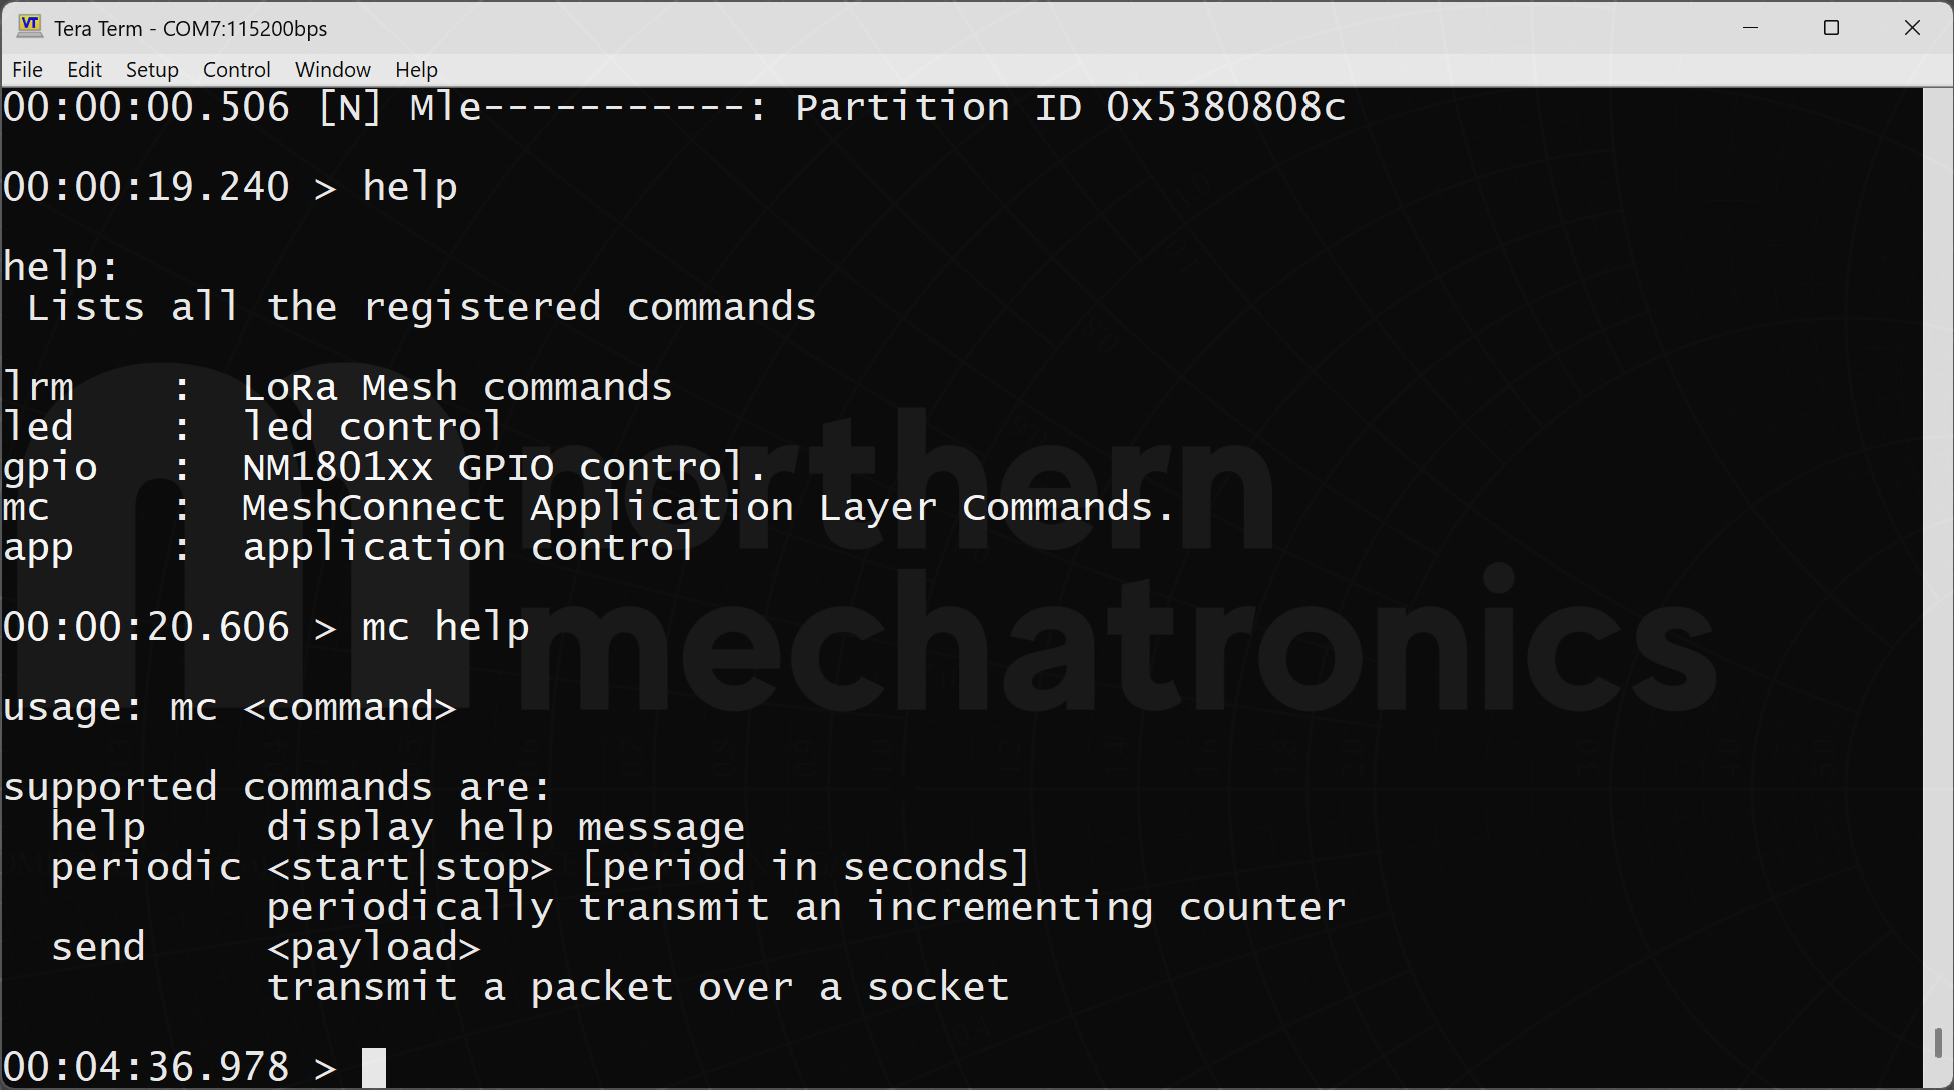 Tera Term - COM7:115200bps
File Edit Setup Control Window Help
00:00:00.506 [N] Mle-----------: Partition ID 0x5380808c
00:00:19.240 > help
help:
 Lists all the registered commands
lrm    :  LoRa Mesh commands
led    :  led control
gpio   :  NM1801xx GPIO control.
mc     :  MeshConnect Application Layer Commands.
app    :  application control
northern
mechatronics
00:00:20.606 > mc help
usage: mc <command>
supported commands are:
  help     display help message
  periodic <start|stop> [period in seconds]
           periodically transmit an incrementing counter
  send     <payload>
           transmit a packet over a socket
00:04:36.978 >